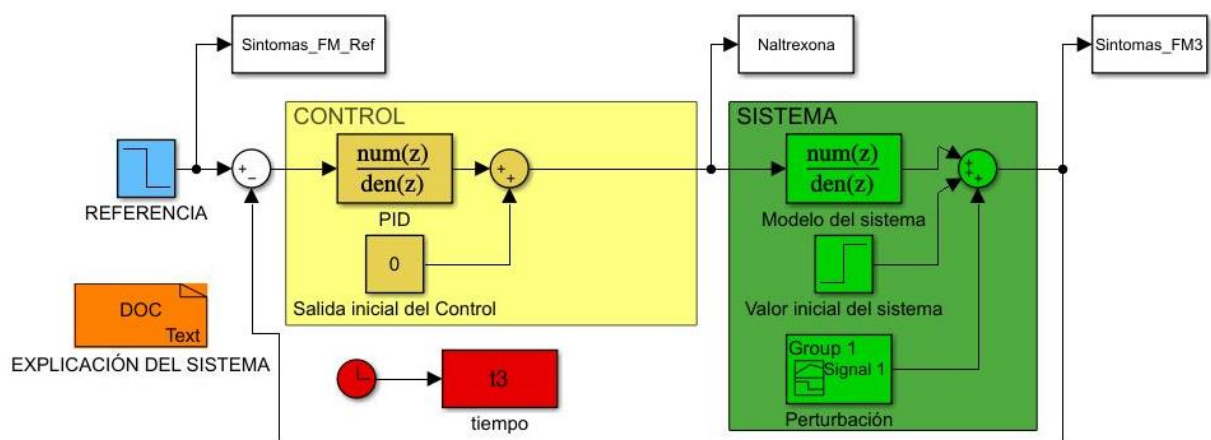 Sintomas_FM_Ref
Naltrexona
Sintomas_FM3
CONTROL
SISTEMA
+
−
num(z)
den(z)
+
+
num(z)
den(z)
+
+
+
REFERENCIA
PID
Modelo del sistema
0
DOC
Text
Salida inicial del Control
Valor inicial del sistema
EXPLICACIÓN DEL SISTEMA
Group 1
Signal 1
t3
tiempo
Perturbación